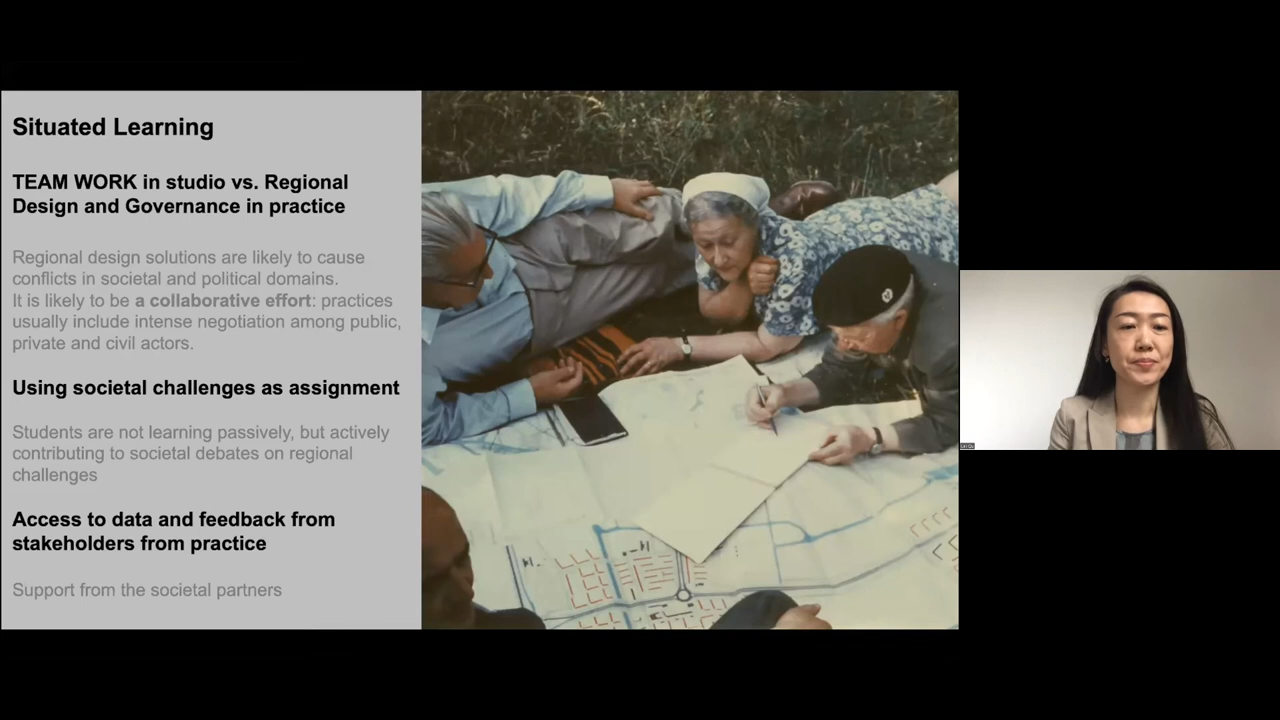 Situated Learning
TEAM WORK in studio vs. Regional
Design and Governance in practice
Regional design solutions are likely to cause
conflicts in societal and political domains.
It is likely to be a collaborative effort: practices
usually include intense negotiation among public,
private and civil actors.
Using societal challenges as assignment
Students are not learning passively, but actively
contributing to societal debates on regional
challenges
Access to data and feedback from
stakeholders from practice
Support from the societal partners